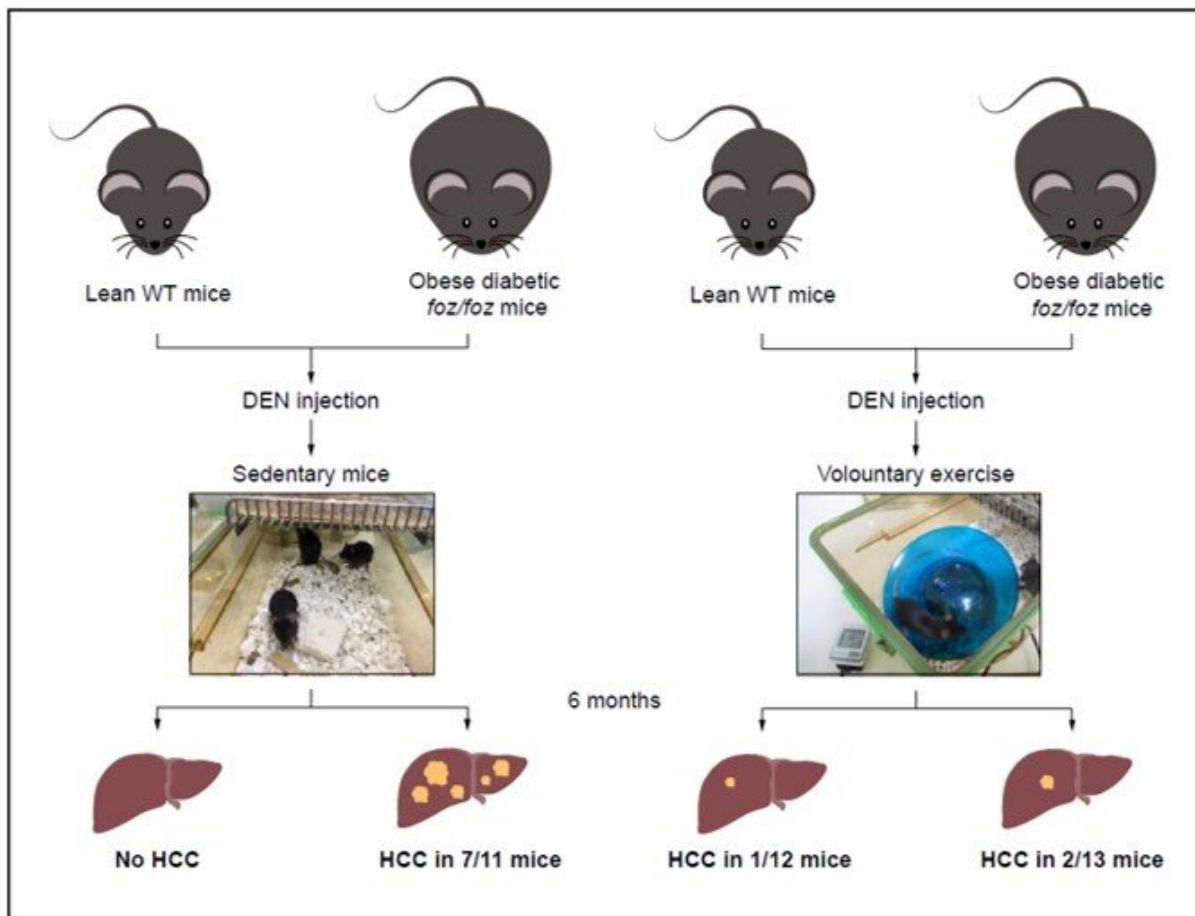 Lean WT mice
Obese diabetic
foz/foz mice
Lean WT mice
Obese diabetic
foz/foz mice
DEN injection
DEN injection
Sedentary mice
Volountary exercise
6 months
No HCC
HCC in 7/11 mice
HCC in 1/12 mice
HCC in 2/13 mice